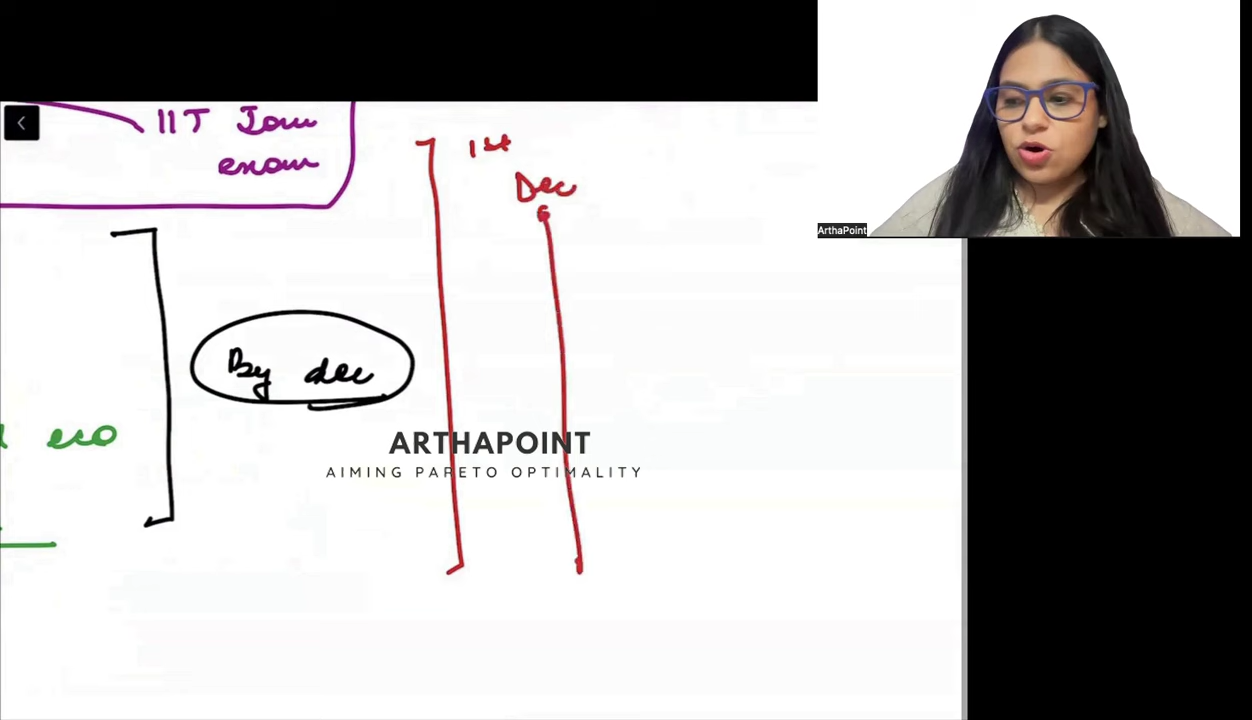 IIT Jam
exam
1st
Dec
By dec
eco
ARTHAPOINT
AIMING PARETO OPTIMALITY
ArthaPoint